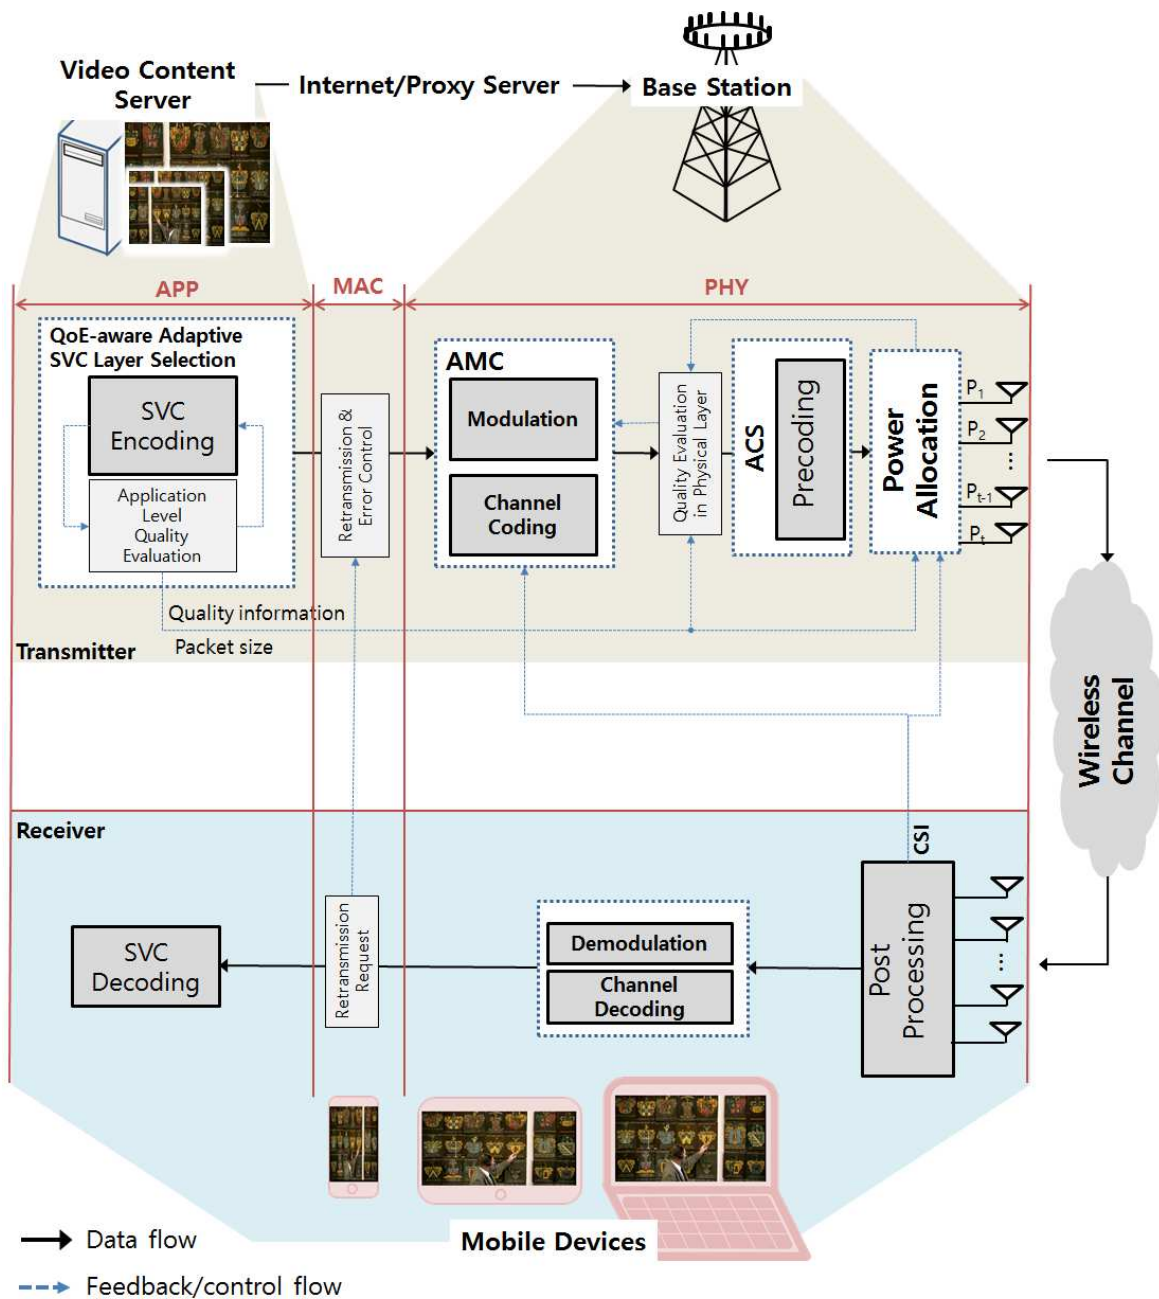 Video Content
Server
Internet/Proxy Server
Base Station
APP
MAC
PHY
QoE-aware Adaptive
SVC Layer Selection
SVC
Encoding
Application
Level
Quality
Evaluation
Retransmission &
Error Control
AMC
Modulation
Channel
Coding
Quality Evaluation
in Physical Layer
ACS
Precoding
Power
Allocation
P1
P2
...
Pt-1
Pt
Quality information
Packet size
Transmitter
Wireless
Channel
Receiver
CSI
SVC
Decoding
Retransmission
Request
Demodulation
Channel
Decoding
Post
Processing
...
Mobile Devices
Data flow
Feedback/control flow